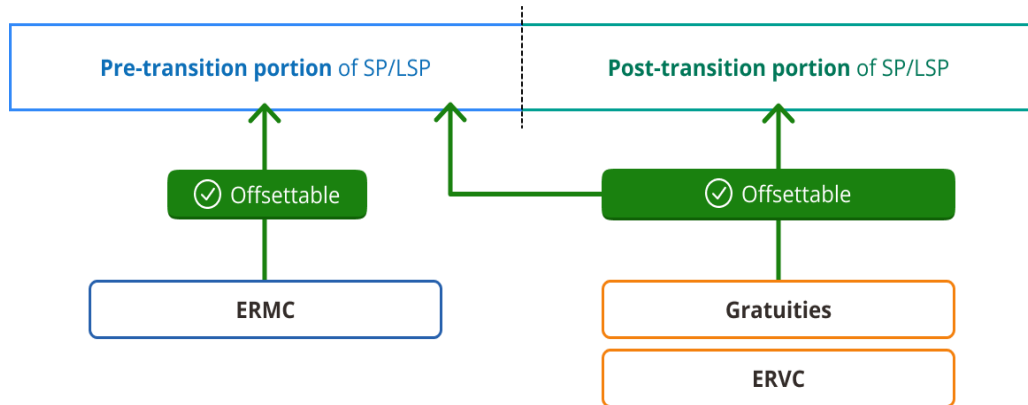 Pre-transition portion of SP/LSP
Post-transition portion of SP/LSP
Offsettable
Offsettable
ERMC
Gratuities
ERVC